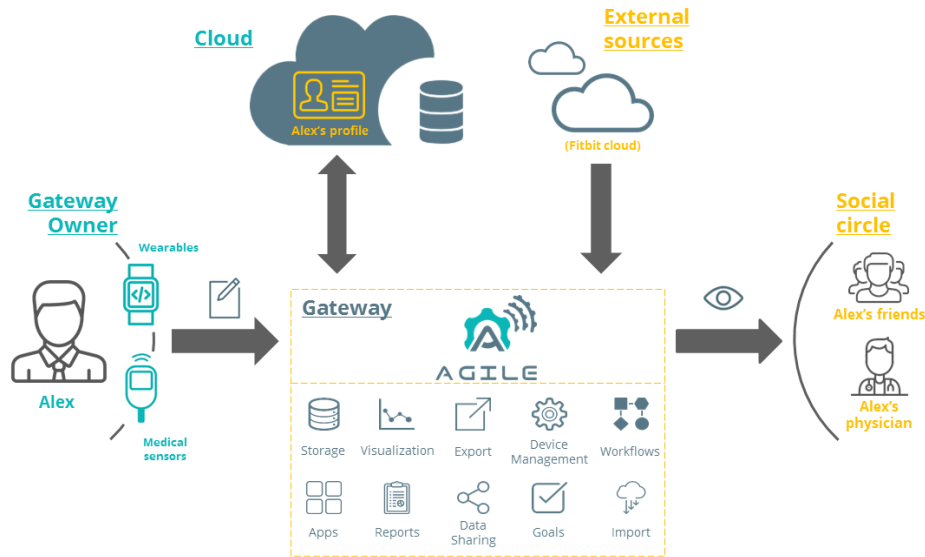 Cloud
Alex's profile
External
sources
(Fitbit cloud)
Gateway
Owner
Wearables
Alex
Medical
sensors
Gateway
AGILE
Storage
Visualization
Export
Device
Management
Workflows
Apps
Reports
Data
Sharing
Goals
Import
Social
circle
Alex's friends
Alex's
physician